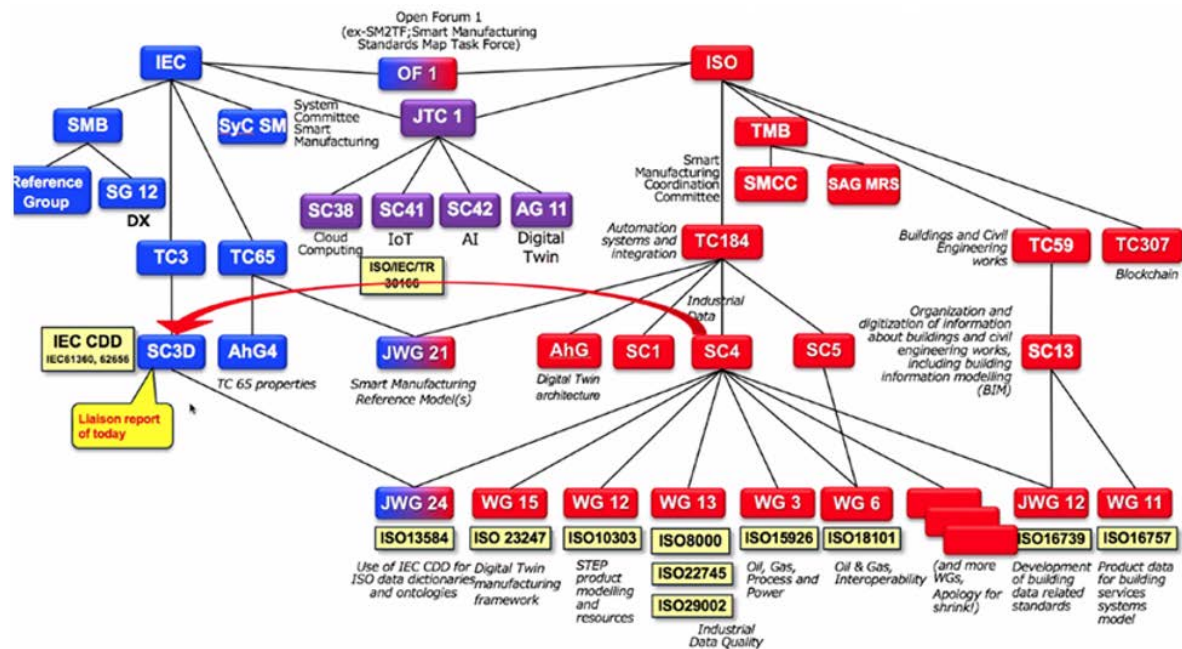 Open Forum 1
(ex-SM2TF;Smart Manufacturing
Standards Map Task Force)
IEC
OF 1
ISO
SMB
SyC SM
System
Committee
Smart
Manufacturing
JTC 1
TMB
Reference
Group
SG 12
DX
SC38
Cloud
Computing
SC41
IoT
SC42
AI
AG 11
Digital
Twin
Smart
Manufacturing
Coordination
Committee
SMCC
SAG MRS
TC3
TC65
ISO/IEC/TR
30166
Automation
systems and
integration
TC184
Buildings and Civil
Engineering
works
TC59
TC307
Blockchain
Industrial
Data
IEC CDD
IEC61360, 62656
SC3D
AhG4
TC 65 properties
JWG 21
Smart Manufacturing
Reference Model(s)
AhG
Digital Twin
architecture
SC1
SC4
SC5
Organization and
digitization of information
about buildings and civil
engineering works,
including building
information modelling
(BIM)
SC13
Liaison report
of today
JWG 24
ISO13584
Use of IEC CDD for
ISO data dictionaries
and ontologies
WG 15
ISO 23247
Digital Twin
manufacturing
framework
WG 12
ISO10303
STEP
product
modelling
and
resources
WG 13
ISO8000
ISO22745
ISO29002
Industrial
Data Quality
WG 3
ISO15926
Oil, Gas,
Process and
Power
WG 6
ISO18101
Oil & Gas,
Interoperability
(and more
WGs,
Apology for
shrink!)
JWG 12
ISO16739
Development
of building
data related
standards
WG 11
ISO16757
Product data
for building
services
systems
model